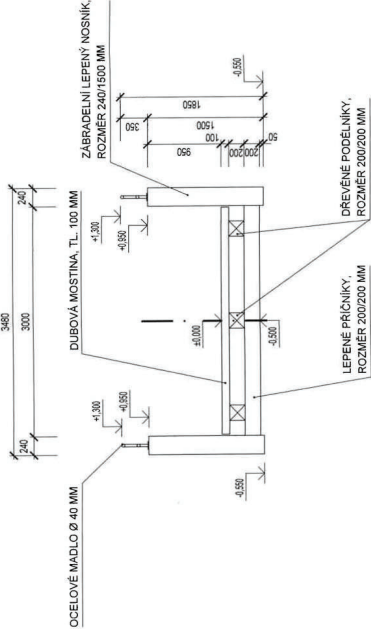 3480
240
3000
240
OCELOVÉ MADLO Ø 40 MM
DUBOVÁ MOSTINA, TL. 100 MM
ZÁBRADELNÍ LEPENÝ NOSNÍK,
ROZMĚR 240/1500 MM
+1,300
+0,950
+1,300
+0,950
±0,000
-0,500
-0,550
-0,550
950
100
200
200
50
350
1500
1850
LEPENÉ PŘÍČNÍKY,
ROZMĚR 200/200 MM
DŘEVĚNÉ PODÉLNÍKY,
ROZMĚR 200/200 MM